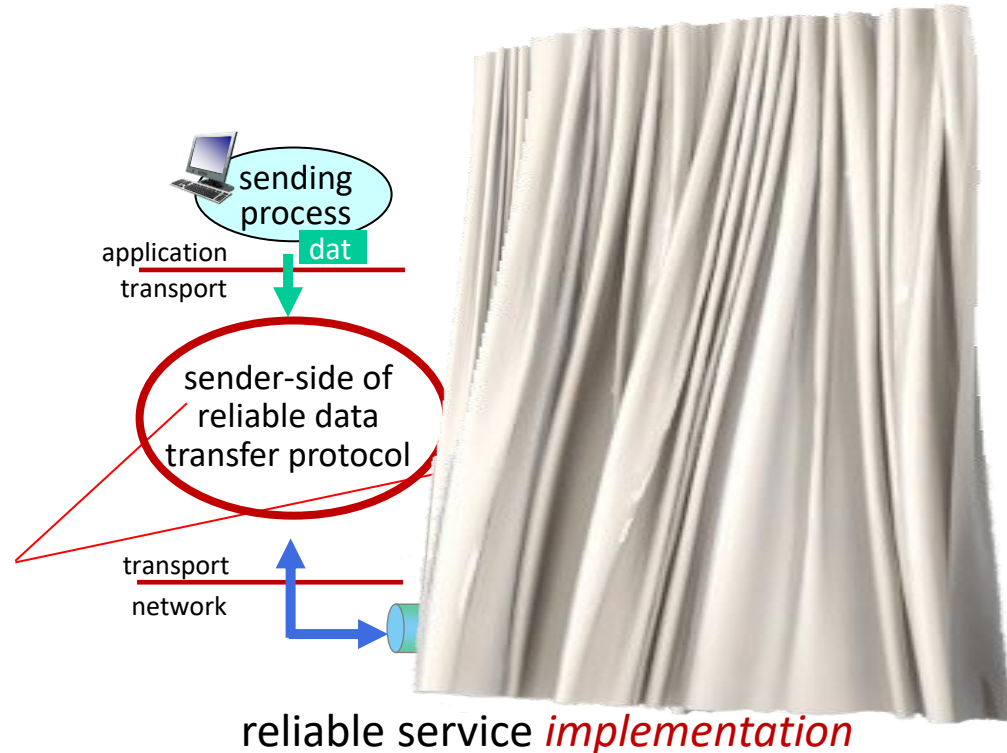 sending
process
dat
application
transport
sender-side of
reliable data
transfer protocol
transport
network
reliable service implementation